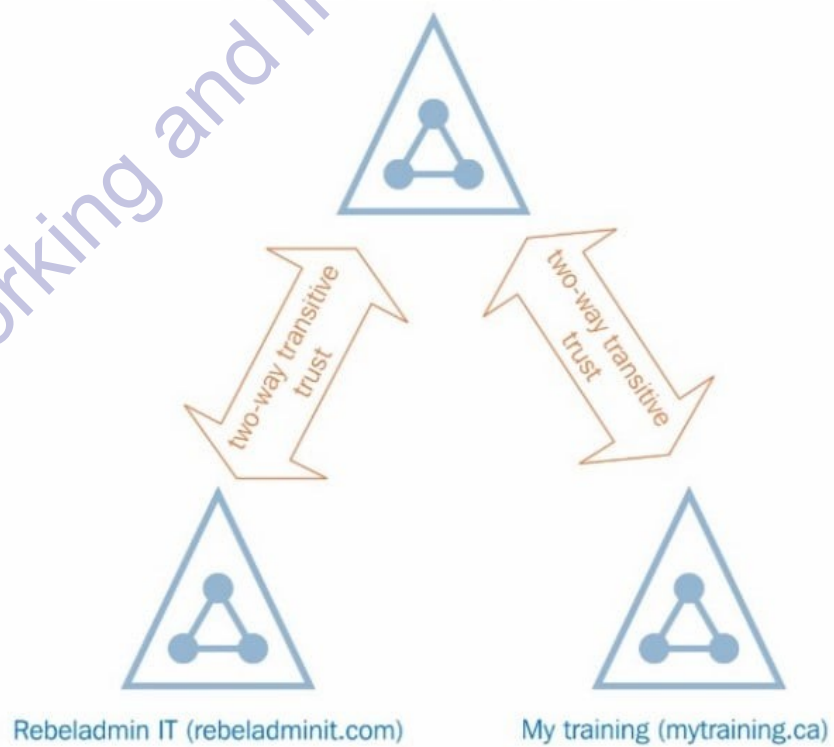 two-way transitive
trust
two-way transitive
trust
Rebeladmin IT (rebeladminit.com)
My training (mytraining.ca)